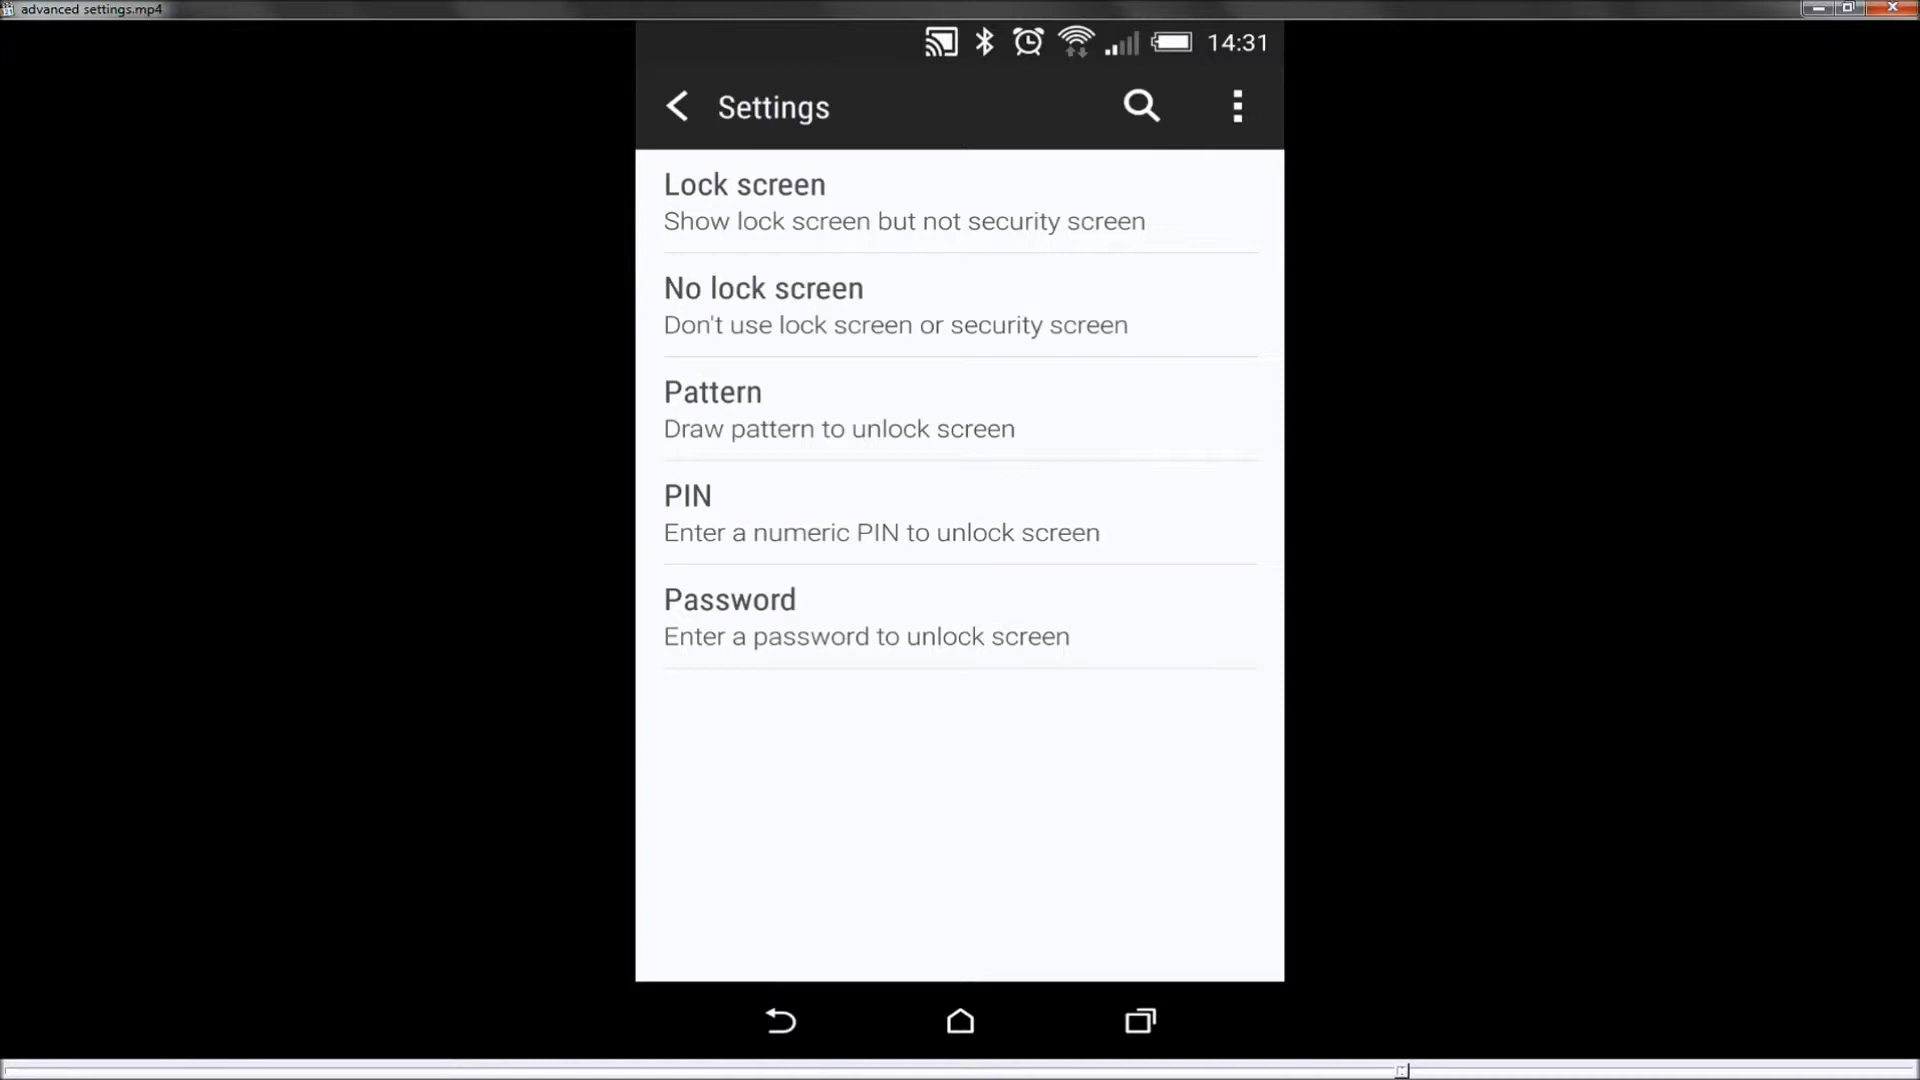 advanced settings.mp4
14:31
Settings
Lock screen
Show lock screen but not security screen
No lock screen
Don't use lock screen or security screen
Pattern
Draw pattern to unlock screen
PIN
Enter a numeric PIN to unlock screen
Password
Enter a password to unlock screen